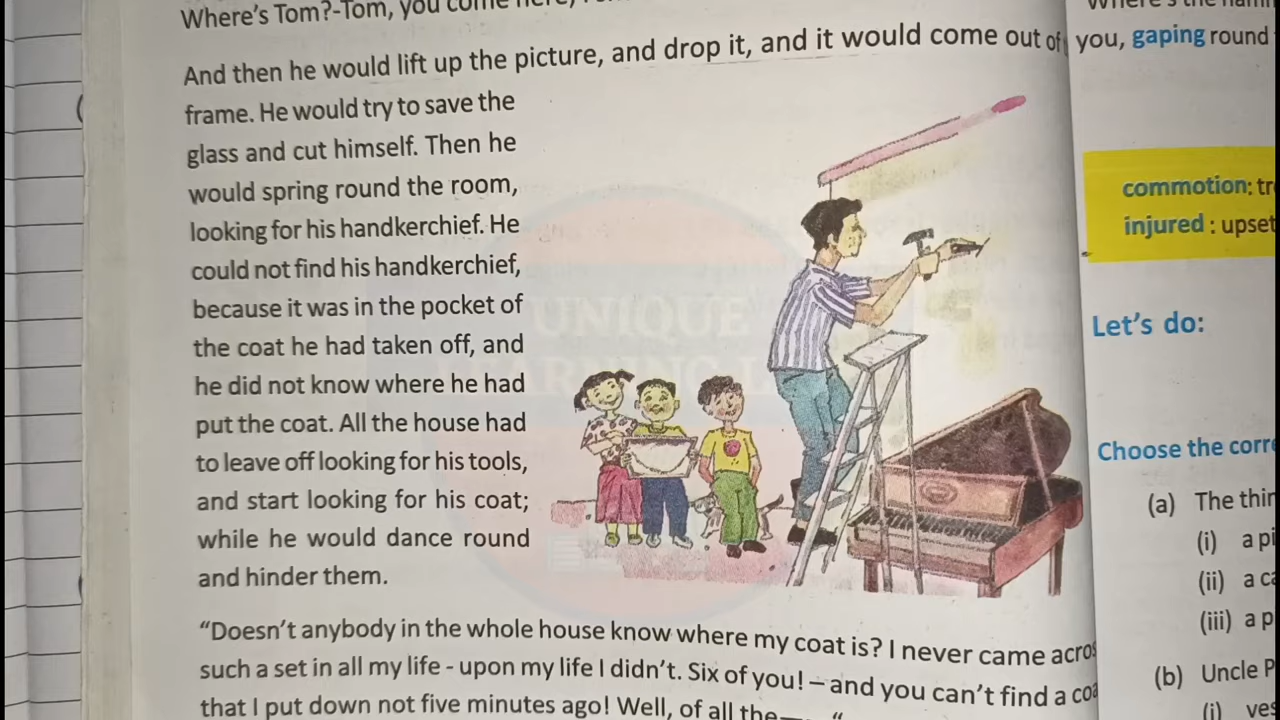 Where's Tom?-Tom, you come here,
And then he would lift up the picture, and drop it, and it would come out of
frame. He would try to save the
glass and cut himself. Then he
would spring round the room,
looking for his handkerchief. He
could not find his handkerchief,
because it was in the pocket of
the coat he had taken off, and
he did not know where he had
put the coat. All the house had
to leave off looking for his tools,
and start looking for his coat;
while he would dance round
and hinder them.
"Doesn't anybody in the whole house know where my coat is? I never came acros
such a set in all my life - upon my life I didn't. Six of you! – and you can't find a coa
that I put down not five minutes ago! Well, of all the—— "
UNIQUE
you, gaping round
commotion: tr
injured : upset
Let's do:
Choose the corre
(a) The thin
(i) a pi
(ii) a ca
(iii) a p
(b) Uncle P
(i) ves